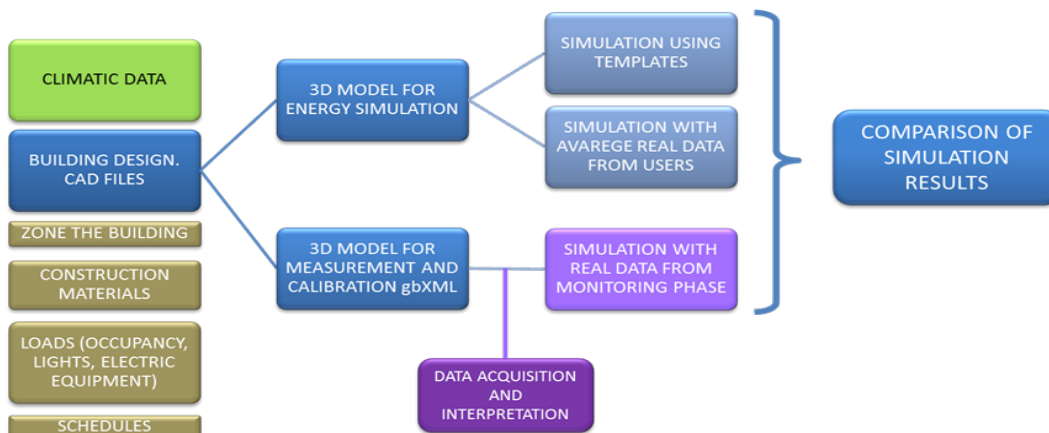 CLIMATIC DATA
BUILDING DESIGN.
CAD FILES
ZONE THE BUILDING
CONSTRUCTION
MATERIALS
LOADS (OCCUPANCY,
LIGHTS, ELECTRIC
EQUIPMENT)
SCHEDULES
3D MODEL FOR
ENERGY SIMULATION
3D MODEL FOR
MEASUREMENT AND
CALIBRATION gbXML
DATA ACQUISITION
AND
INTERPRETATION
SIMULATION USING
TEMPLATES
SIMULATION WITH
AVAREGE REAL DATA
FROM USERS
SIMULATION WITH
REAL DATA FROM
MONITORING PHASE
COMPARISON OF
SIMULATION
RESULTS